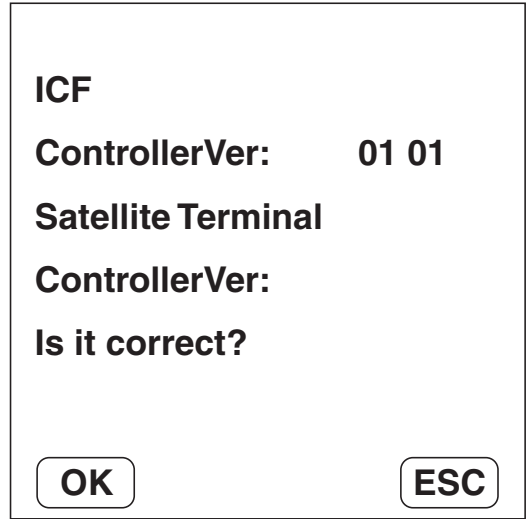 ICF
ControllerVer: 01 01
Satellite Terminal
ControllerVer:
Is it correct?
OK ESC